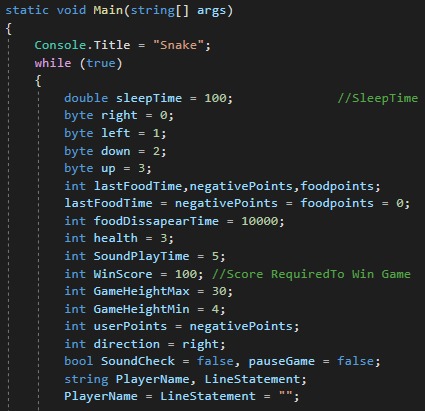 static void Main(string[] args)
{
Console.Title = "Snake";
while (true)
{
double sleepTime = 100; //SleepTime
byte right = 0;
byte left = 1;
byte down = 2;
byte up = 3;
int lastFoodTime,negativePoints,foodpoints;
lastFoodTime = negativePoints = foodpoints = 0;
int foodDissapearTime = 10000;
int health = 3;
int SoundPlayTime = 5;
int WinScore = 100; //Score RequiredTo Win Game
int GameHeightMax = 30;
int GameHeightMin = 4;
int userPoints = negativePoints;
int direction = right;
bool SoundCheck = false, pauseGame = false;
string PlayerName, LineStatement;
PlayerName = LineStatement = "";